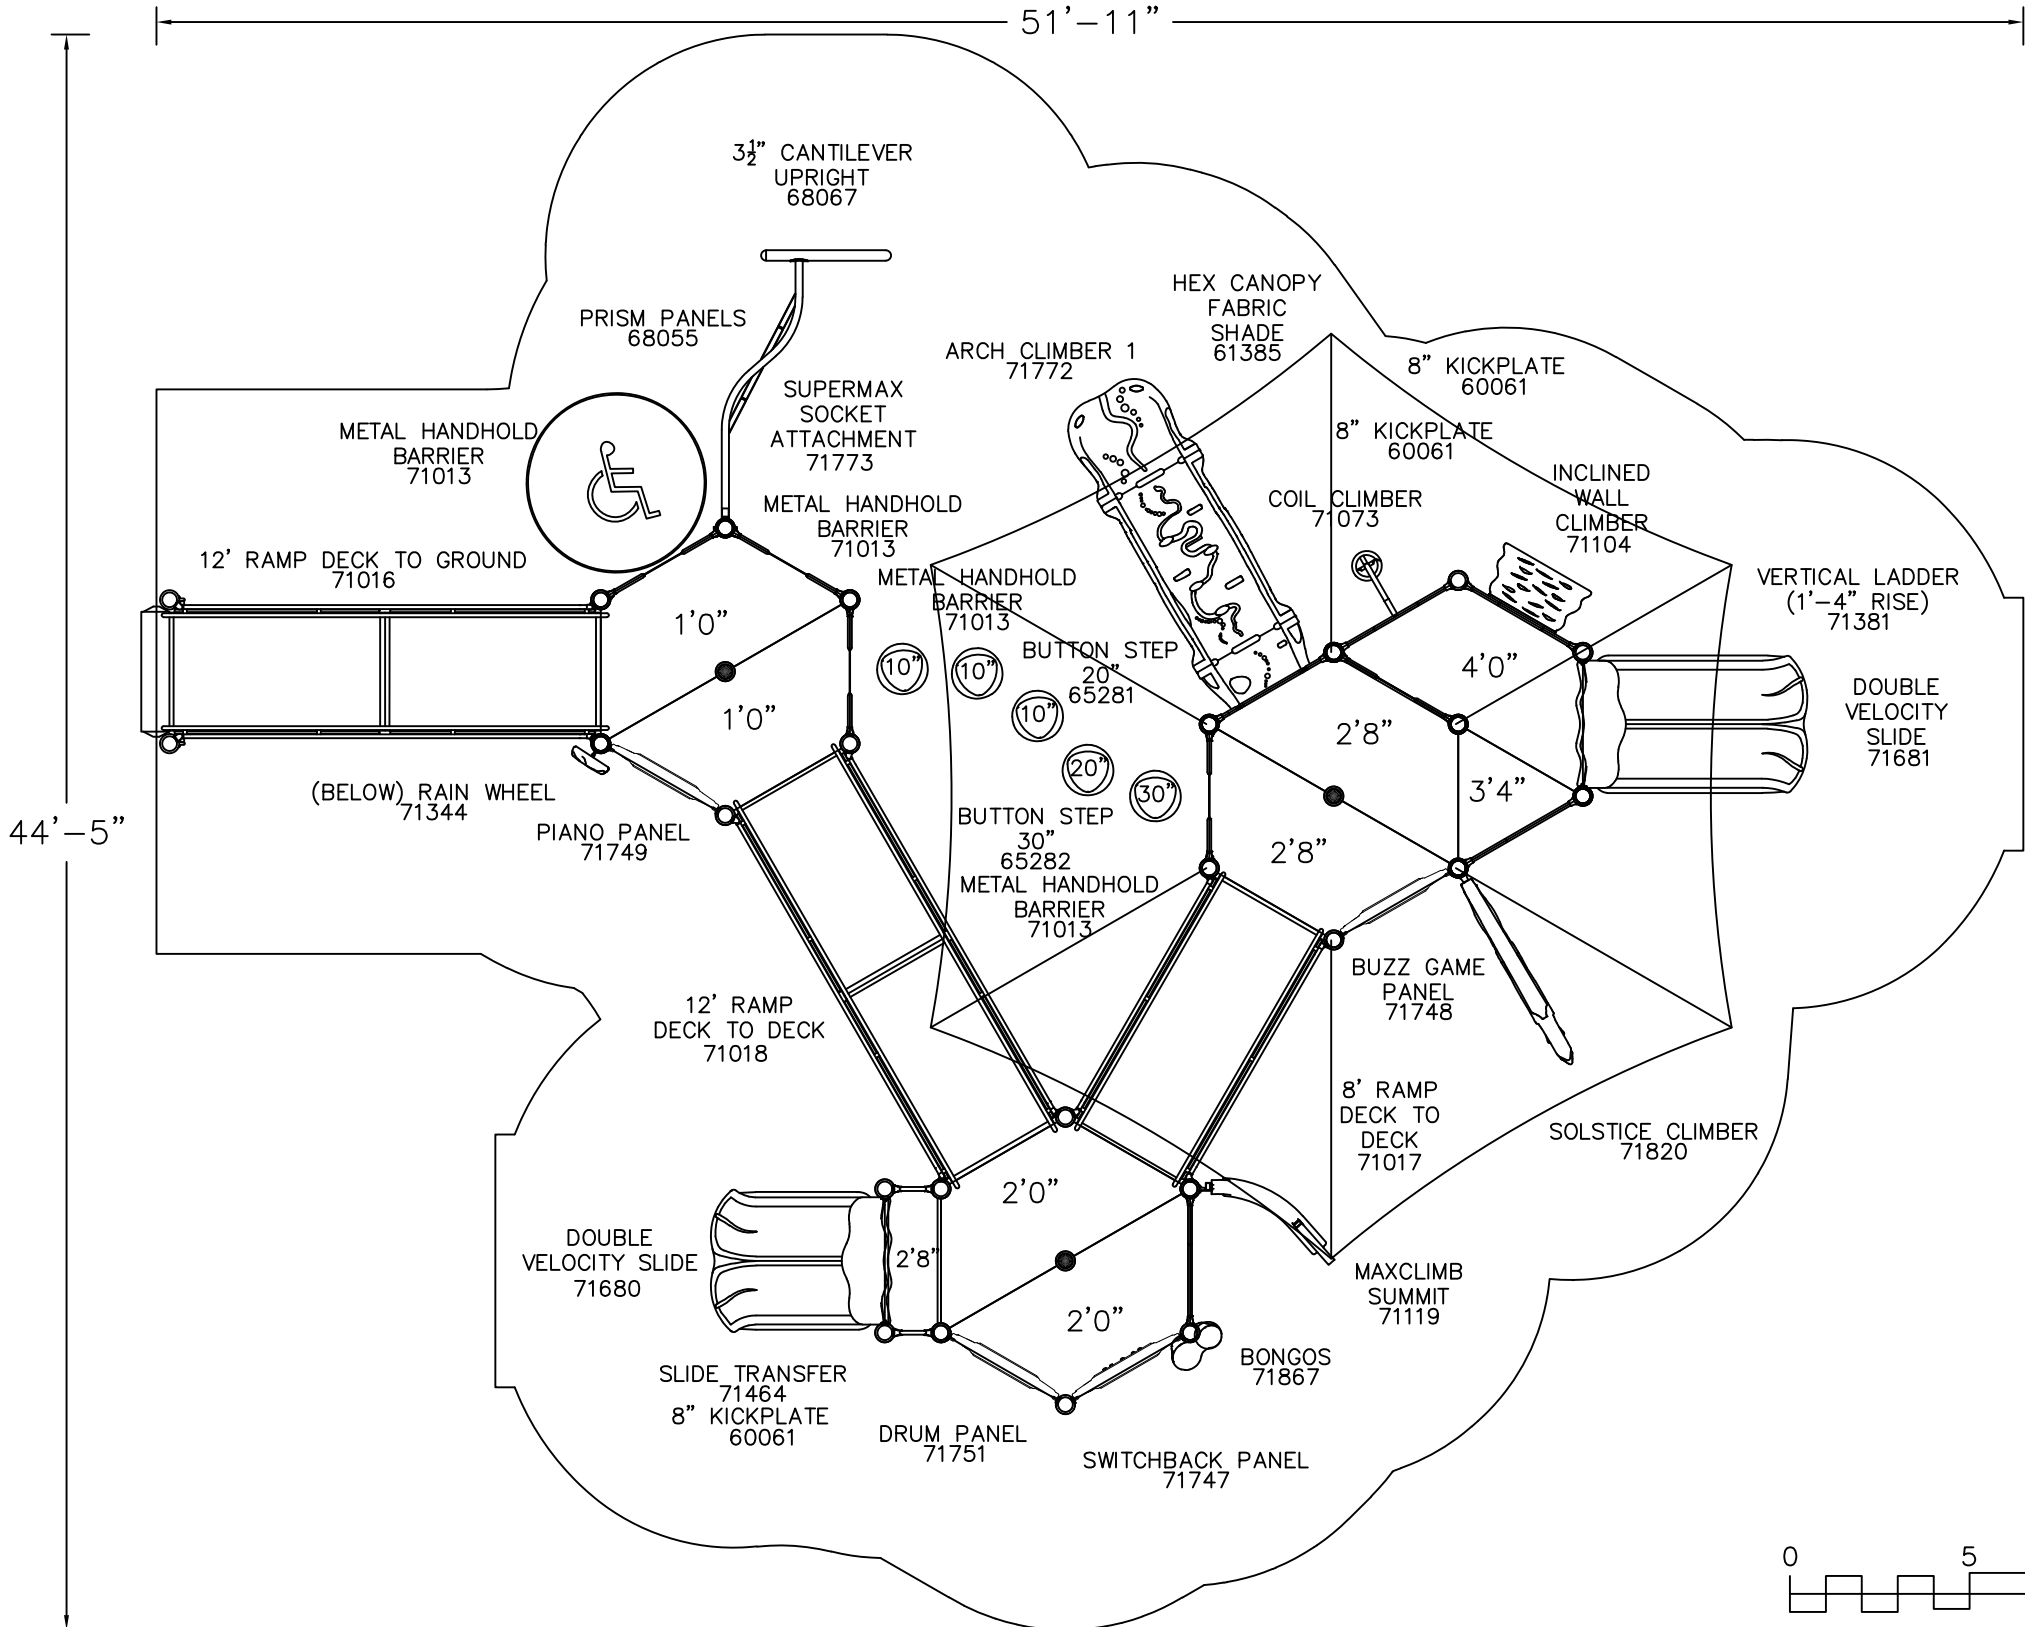 51'-11"
3½" CANTILEVER
UPRIGHT
68067
HEX CANOPY
FABRIC
SHADE
61385
PRISM PANELS
68055
ARCH CLIMBER 1
71772
8" KICKPLATE
60061
SUPERMAX
SOCKET
ATTACHMENT
71773
METAL HANDHOLD
BARRIER
71013
8" KICKPLATE
60061
INCLINED
WALL
CLIMBER
71104
COIL CLIMBER
71073
METAL HANDHOLD
BARRIER
71013
12' RAMP DECK TO GROUND
71016
METAL HANDHOLD
BARRIER
71013
VERTICAL LADDER
(1'-4" RISE)
71381
1'0"
BUTTON STEP
20"
65281
10"
10"
10"
20"
30"
4'0"
DOUBLE
VELOCITY
SLIDE
71681
1'0"
2'8"
3'4"
(BELOW) RAIN WHEEL
71344
44'-5"
PIANO PANEL
71749
BUTTON STEP
30"
65282
2'8"
METAL HANDHOLD
BARRIER
71013
BUZZ GAME
PANEL
71748
12' RAMP
DECK TO DECK
71018
8' RAMP
DECK TO
DECK
71017
SOLSTICE CLIMBER
71820
2'0"
DOUBLE
VELOCITY SLIDE
71680
2'8"
MAXCLIMB
SUMMIT
71119
2'0"
BONGOS
71867
SLIDE TRANSFER
71464
8" KICKPLATE
60061
DRUM PANEL
71751
SWITCHBACK PANEL
71747
0 5